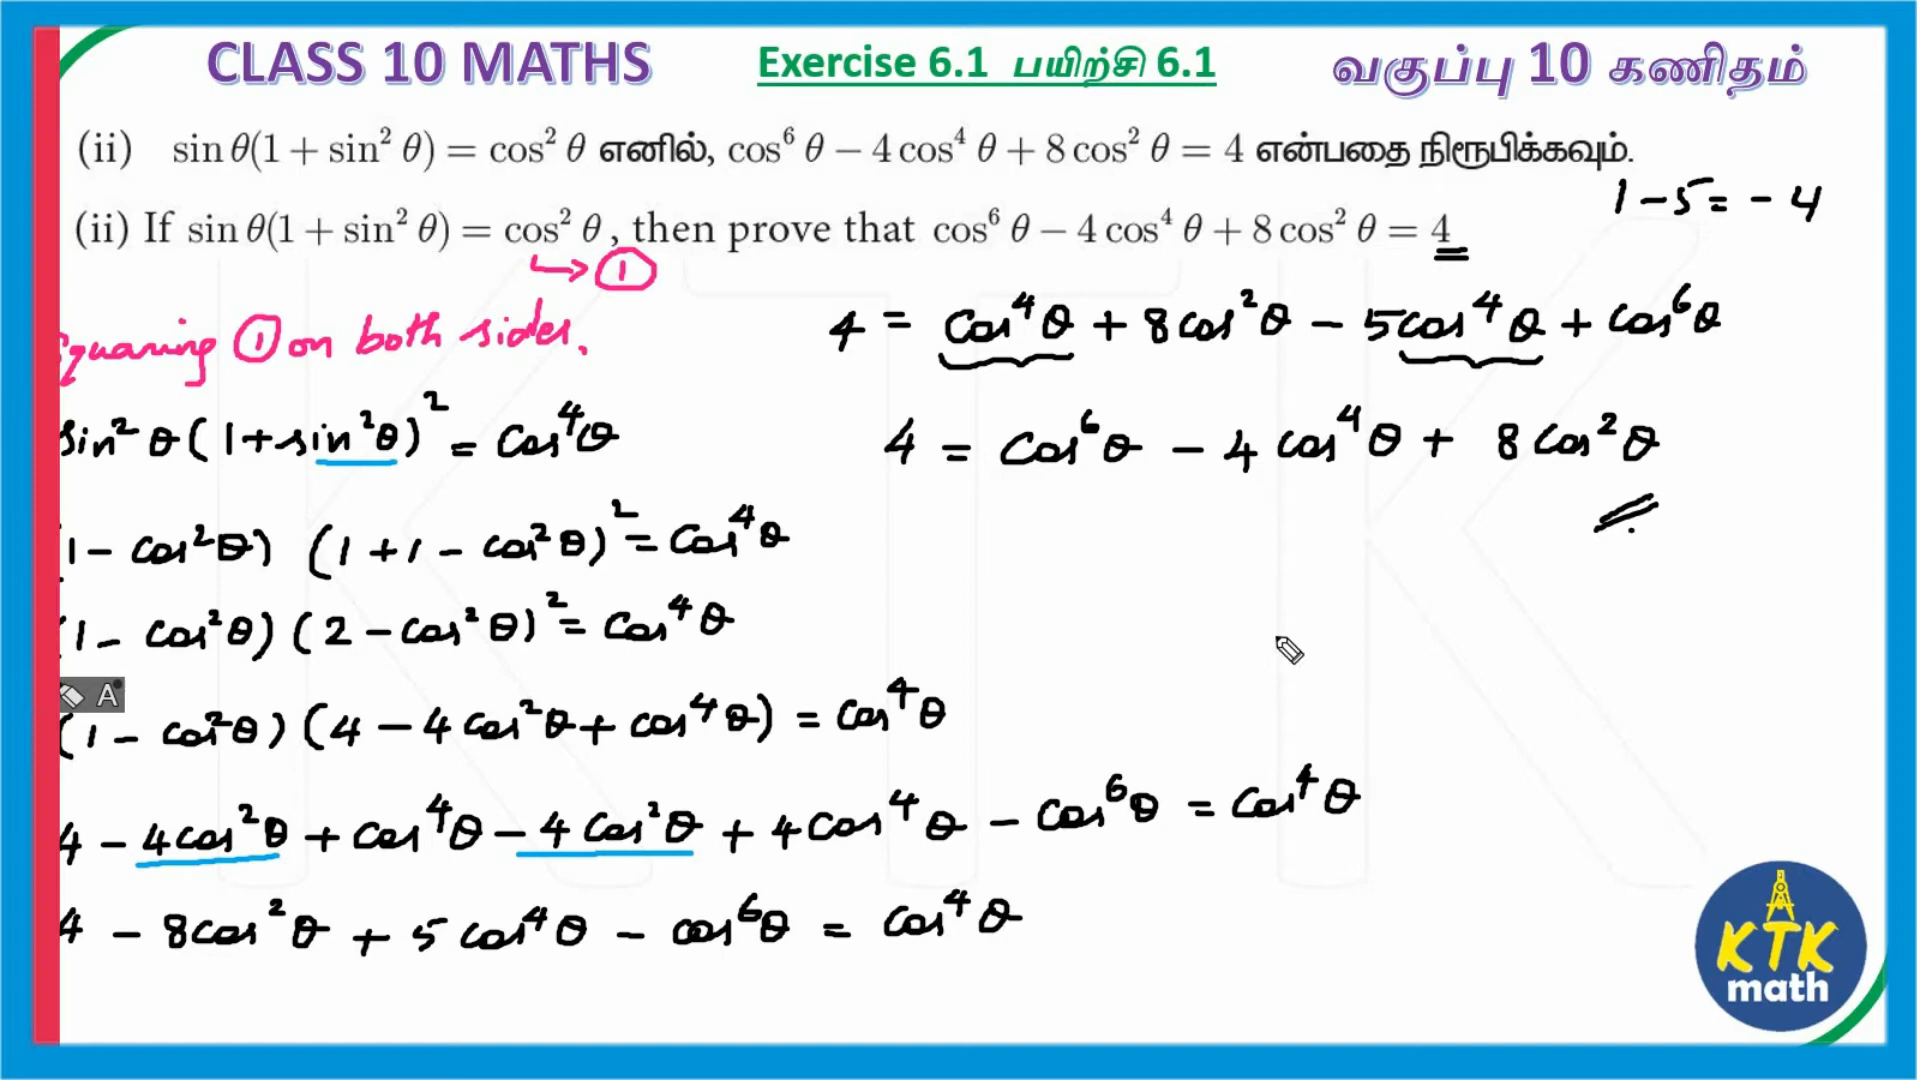 CLASS 10 MATHS
Exercise 6.1 பயிற்சி 6.1
வகுப்பு 10 கணிதம்
(ii) sin θ(1 + sin² θ) = cos² θ எனில், cos⁶ θ − 4 cos⁴ θ + 8 cos² θ = 4 என்பதை நிரூபிக்கவும்.
1 − 5 = − 4
(ii) If sin θ(1 + sin² θ) = cos² θ, then prove that cos⁶ θ − 4 cos⁴ θ + 8 cos² θ = 4
↳ ①
Squaring ① on both sides.
sin² θ (1 + sin²θ)² = cos⁴θ
(1 − cos²θ) (1 + 1 − cos²θ)² = cos⁴θ
(1 − cos²θ) (2 − cos²θ)² = cos⁴θ
A
(1 − cos²θ) (4 − 4cos²θ + cos⁴θ) = cos⁴θ
4 − 4cos²θ + cos⁴θ − 4cos²θ + 4cos⁴θ − cos⁶θ = cos⁴θ
4 − 8cos²θ + 5cos⁴θ − cos⁶θ = cos⁴θ
4 = cos⁴θ + 8cos²θ − 5cos⁴θ + cos⁶θ
4 = cos⁶θ − 4cos⁴θ + 8cos²θ
KTK
math